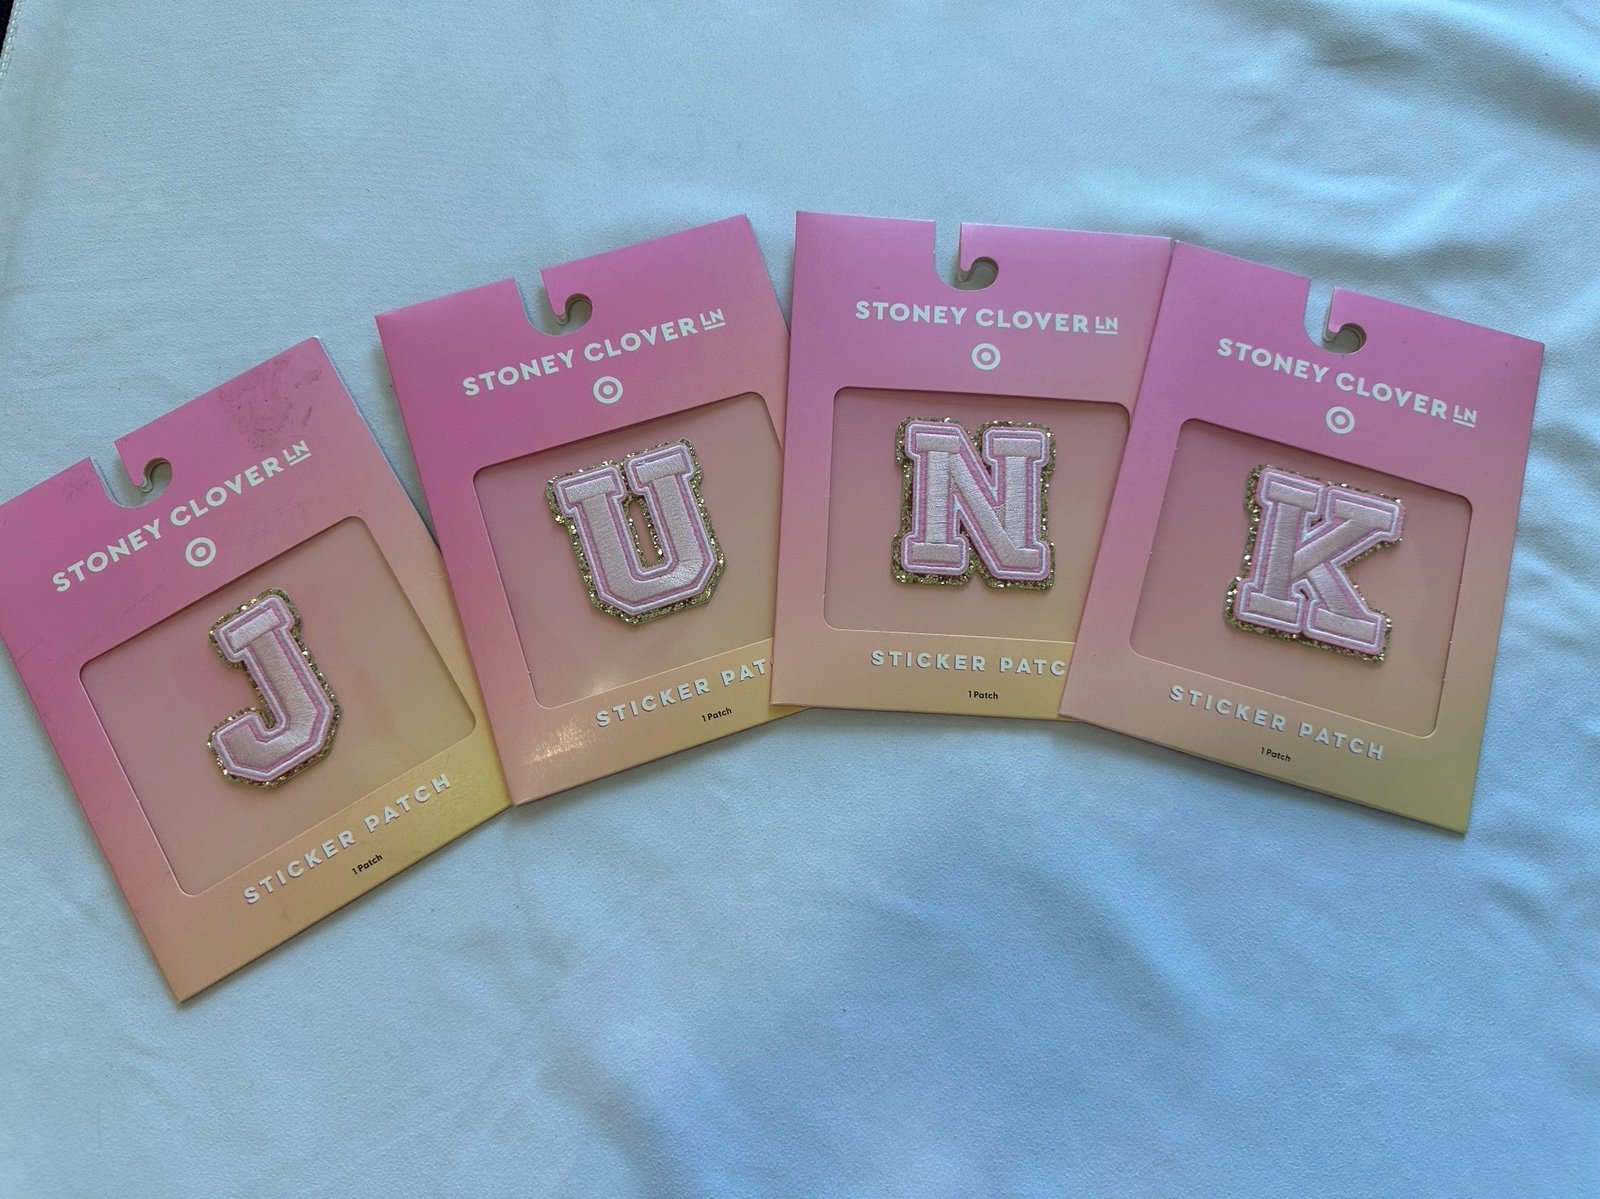 STONEY CLOVER LN
J
STICKER PATCH
1 Patch
STONEY CLOVER LN
U
STICKER PAT
1 Patch
STONEY CLOVER LN
N
STICKER PATC
1 Patch
STONEY CLOVER LN
K
STICKER PATCH
1 Patch